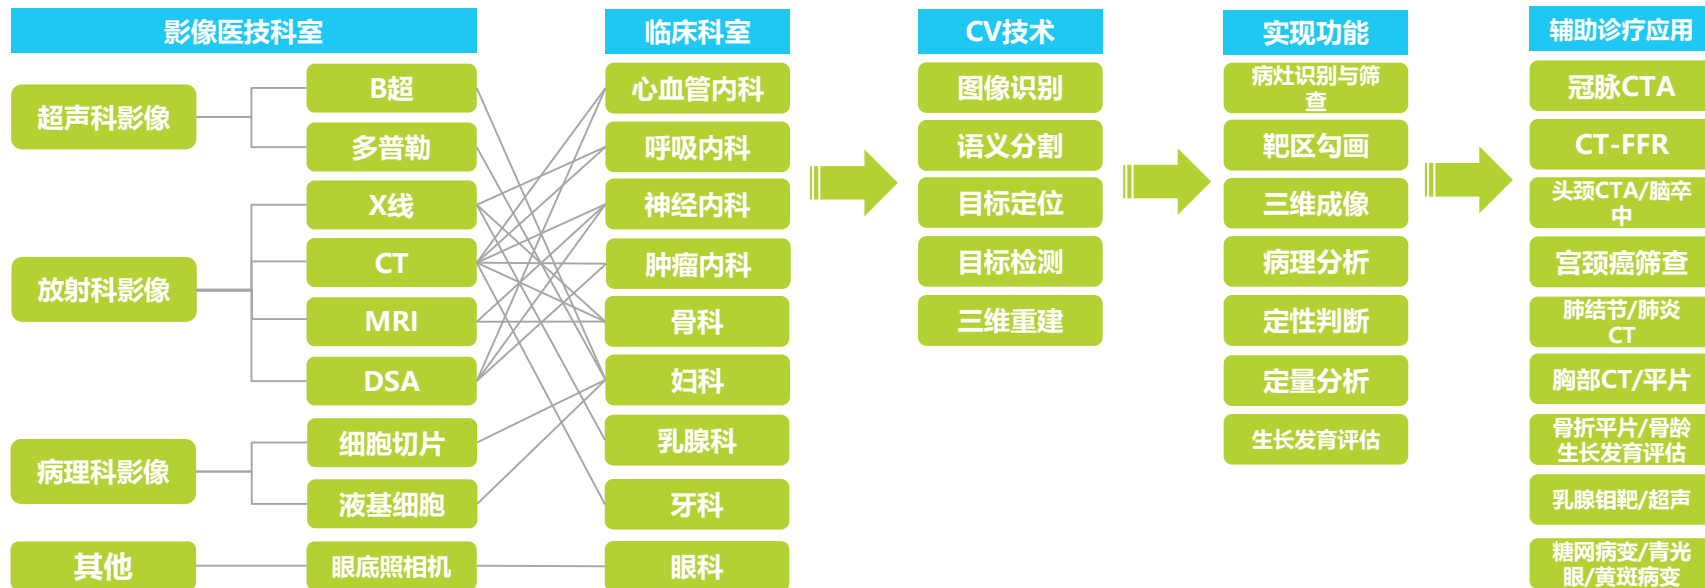 影像医技科室
临床科室
CV技术
实现功能
辅助诊疗应用
超声科影像
放射科影像
病理科影像
其他
B超
多普勒
X线
CT
MRI
DSA
细胞切片
液基细胞
眼底照相机
心血管内科
呼吸内科
神经内科
肿瘤内科
骨科
妇科
乳腺科
牙科
眼科
图像识别
语义分割
目标定位
目标检测
三维重建
病灶识别与筛
查
靶区勾画
三维成像
病理分析
定性判断
定量分析
生长发育评估
冠脉CTA
CT-FFR
头颈CTA/脑卒
中
宫颈癌筛查
肺结节/肺炎
CT
胸部CT/平片
骨折平片/骨龄
生长发育评估
乳腺钼靶/超声
糖网病变/青光
眼/黄斑病变